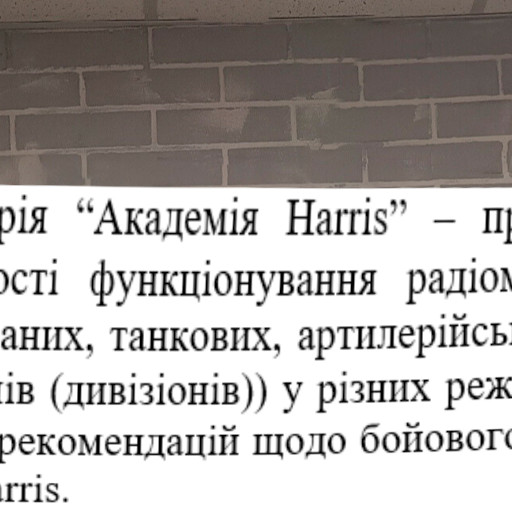 рія “Академія Harris” – пр
ості функціонування радіом
аних, танкових, артилерійсь
ів (дивізіонів)) у різних реж
рекомендацій щодо бойового
arris.